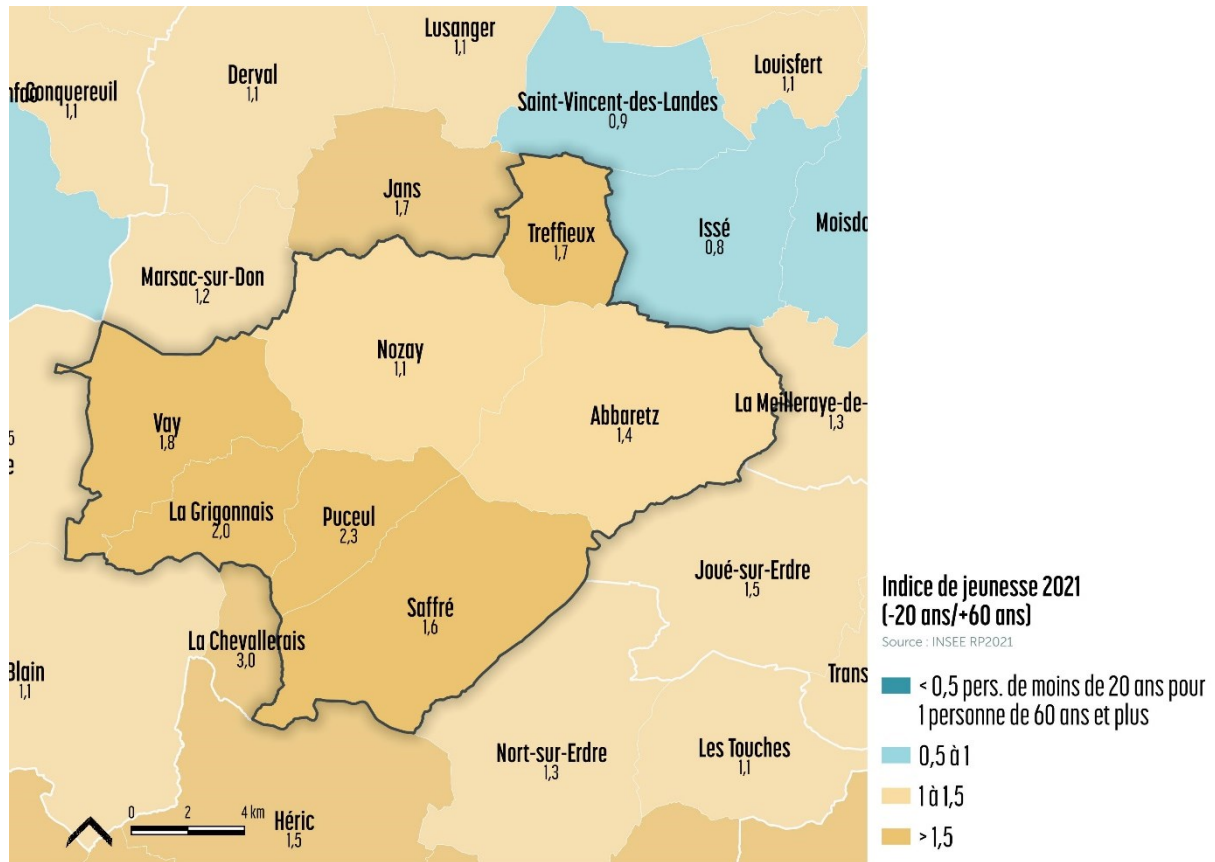 Lusanger
1,1
Derval
1,1
Louisfert
1,1
Conquereuil
1,1
Saint-Vincent-des-Landes
0,9
Jans
1,7
Treffieux
1,7
Issé
0,8
Moisdo
Marsac-sur-Don
1,2
Nozay
1,1
Abbaretz
1,4
La Meilleraye-de-
1,3
Vay
1,8
La Grigonnais
2,0
Puceul
2,3
Saffré
1,6
Joué-sur-Erdre
1,5
La Chevallerais
3,0
Blain
1,1
Trans
Nort-sur-Erdre
1,3
Les Touches
1,1
Héric
1,5
0 2 4 km
Indice de jeunesse 2021
(-20 ans/+60 ans)
Source : INSEE RP2021
< 0,5 pers. de moins de 20 ans pour
1 personne de 60 ans et plus
0,5 à 1
1 à 1,5
> 1,5